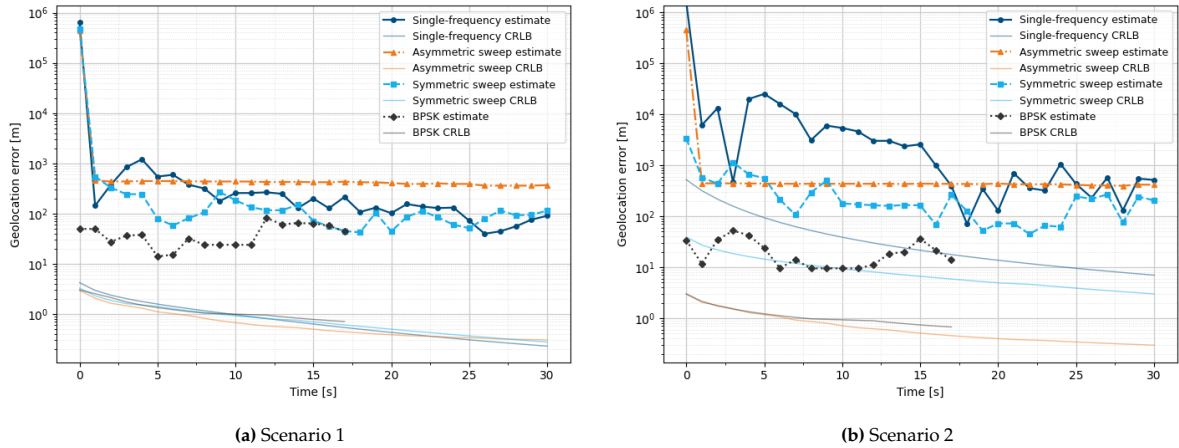 10⁶
10⁵
10⁴
10³
10²
10¹
10⁰
Geolocation error [m]
Single-frequency estimate
Single-frequency CRLB
Asymmetric sweep estimate
Asymmetric sweep CRLB
Symmetric sweep estimate
Symmetric sweep CRLB
BPSK estimate
BPSK CRLB
0 5 10 15 20 25 30
Time [s]
(a) Scenario 1
10⁶
10⁵
10⁴
10³
10²
10¹
10⁰
Geolocation error [m]
Single-frequency estimate
Single-frequency CRLB
Asymmetric sweep estimate
Asymmetric sweep CRLB
Symmetric sweep estimate
Symmetric sweep CRLB
BPSK estimate
BPSK CRLB
0 5 10 15 20 25 30
Time [s]
(b) Scenario 2